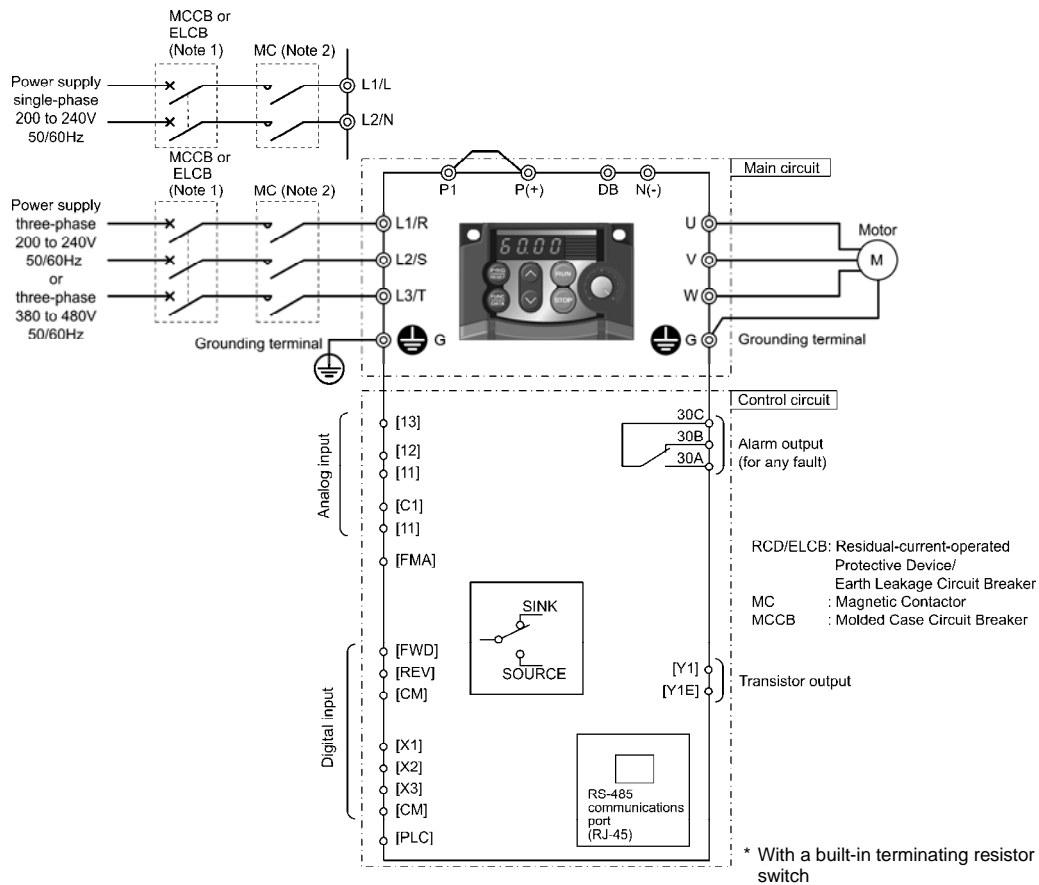 MCCB or
ELCB
(Note 1)
MC (Note 2)
Power supply
single-phase
200 to 240V
50/60Hz
L1/L
L2/N
MCCB or
ELCB
(Note 1)
MC (Note 2)
Power supply
three-phase
200 to 240V
50/60Hz
or
three-phase
380 to 480V
50/60Hz
P1
P(+)
DB
N(-)
Main circuit
L1/R
L2/S
L3/T
G
Grounding terminal
60.00
RUN
STOP
FUNC
DATA
U
V
W
G
Motor
M
Grounding terminal
Control circuit
Analog input
[13]
[12]
[11]
[C1]
[11]
[FMA]
30C
30B
30A
Alarm output
(for any fault)
RCD/ELCB: Residual-current-operated
Protective Device/
Earth Leakage Circuit Breaker
MC : Magnetic Contactor
MCCB : Molded Case Circuit Breaker
SINK
SOURCE
Digital input
[FWD]
[REV]
[CM]
[X1]
[X2]
[X3]
[CM]
[PLC]
[Y1]
[Y1E]
Transistor output
RS-485
communications
port
(RJ-45)
* With a built-in terminating resistor
switch